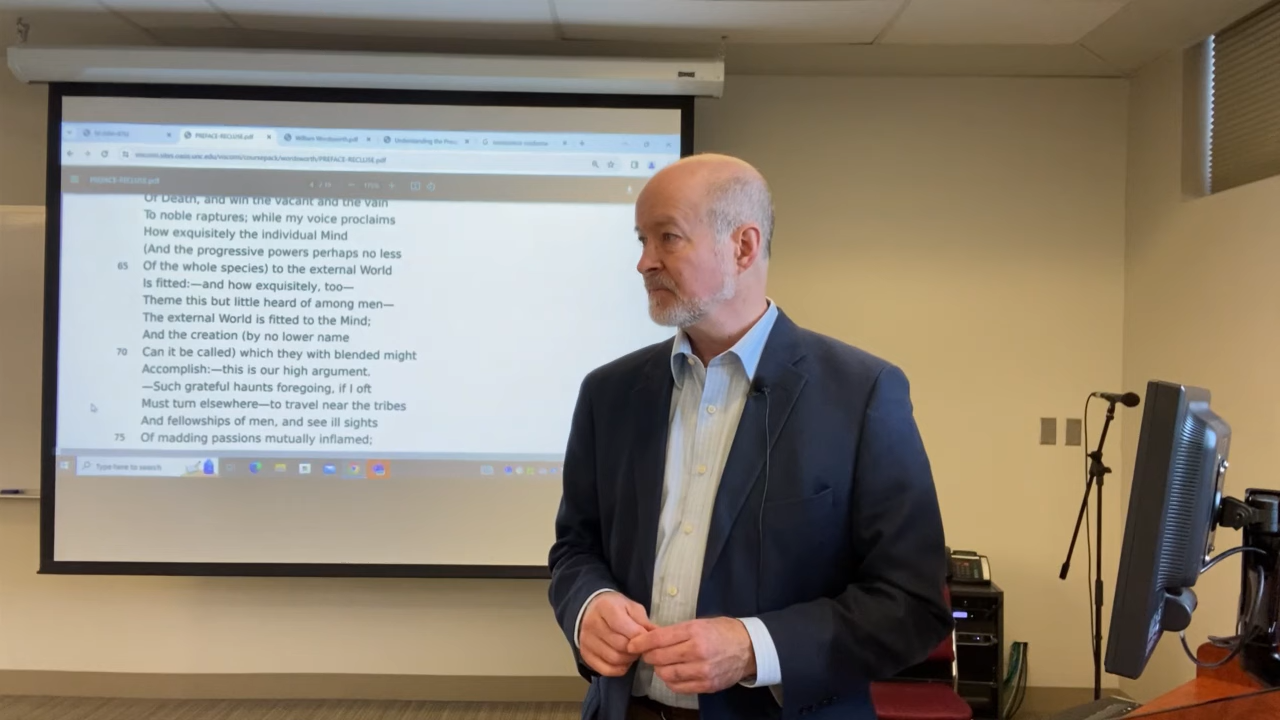 PREFACE-RECLUSE.pdf
William Wordsworth.pdf
Understanding the Prou...
PREFACE-RECLUSE.pdf
Of Death, and win the vacant and the vain
To noble raptures; while my voice proclaims
How exquisitely the individual Mind
(And the progressive powers perhaps no less
65 Of the whole species) to the external World
Is fitted:—and how exquisitely, too—
Theme this but little heard of among men—
The external World is fitted to the Mind;
And the creation (by no lower name
70 Can it be called) which they with blended might
Accomplish:—this is our high argument.
—Such grateful haunts foregoing, if I oft
Must turn elsewhere—to travel near the tribes
And fellowships of men, and see ill sights
75 Of madding passions mutually inflamed;
Type here to search